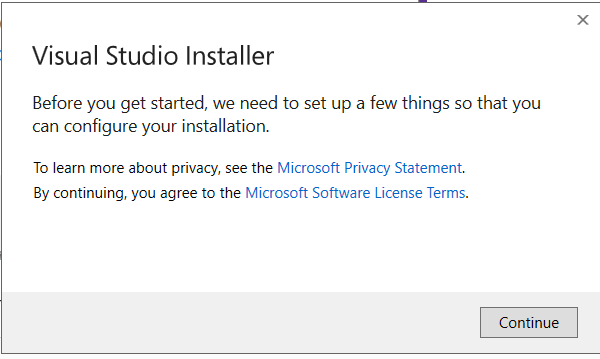 Visual Studio Installer
Before you get started, we need to set up a few things so that you
can configure your installation.
To learn more about privacy, see the Microsoft Privacy Statement.
By continuing, you agree to the Microsoft Software License Terms.
Continue